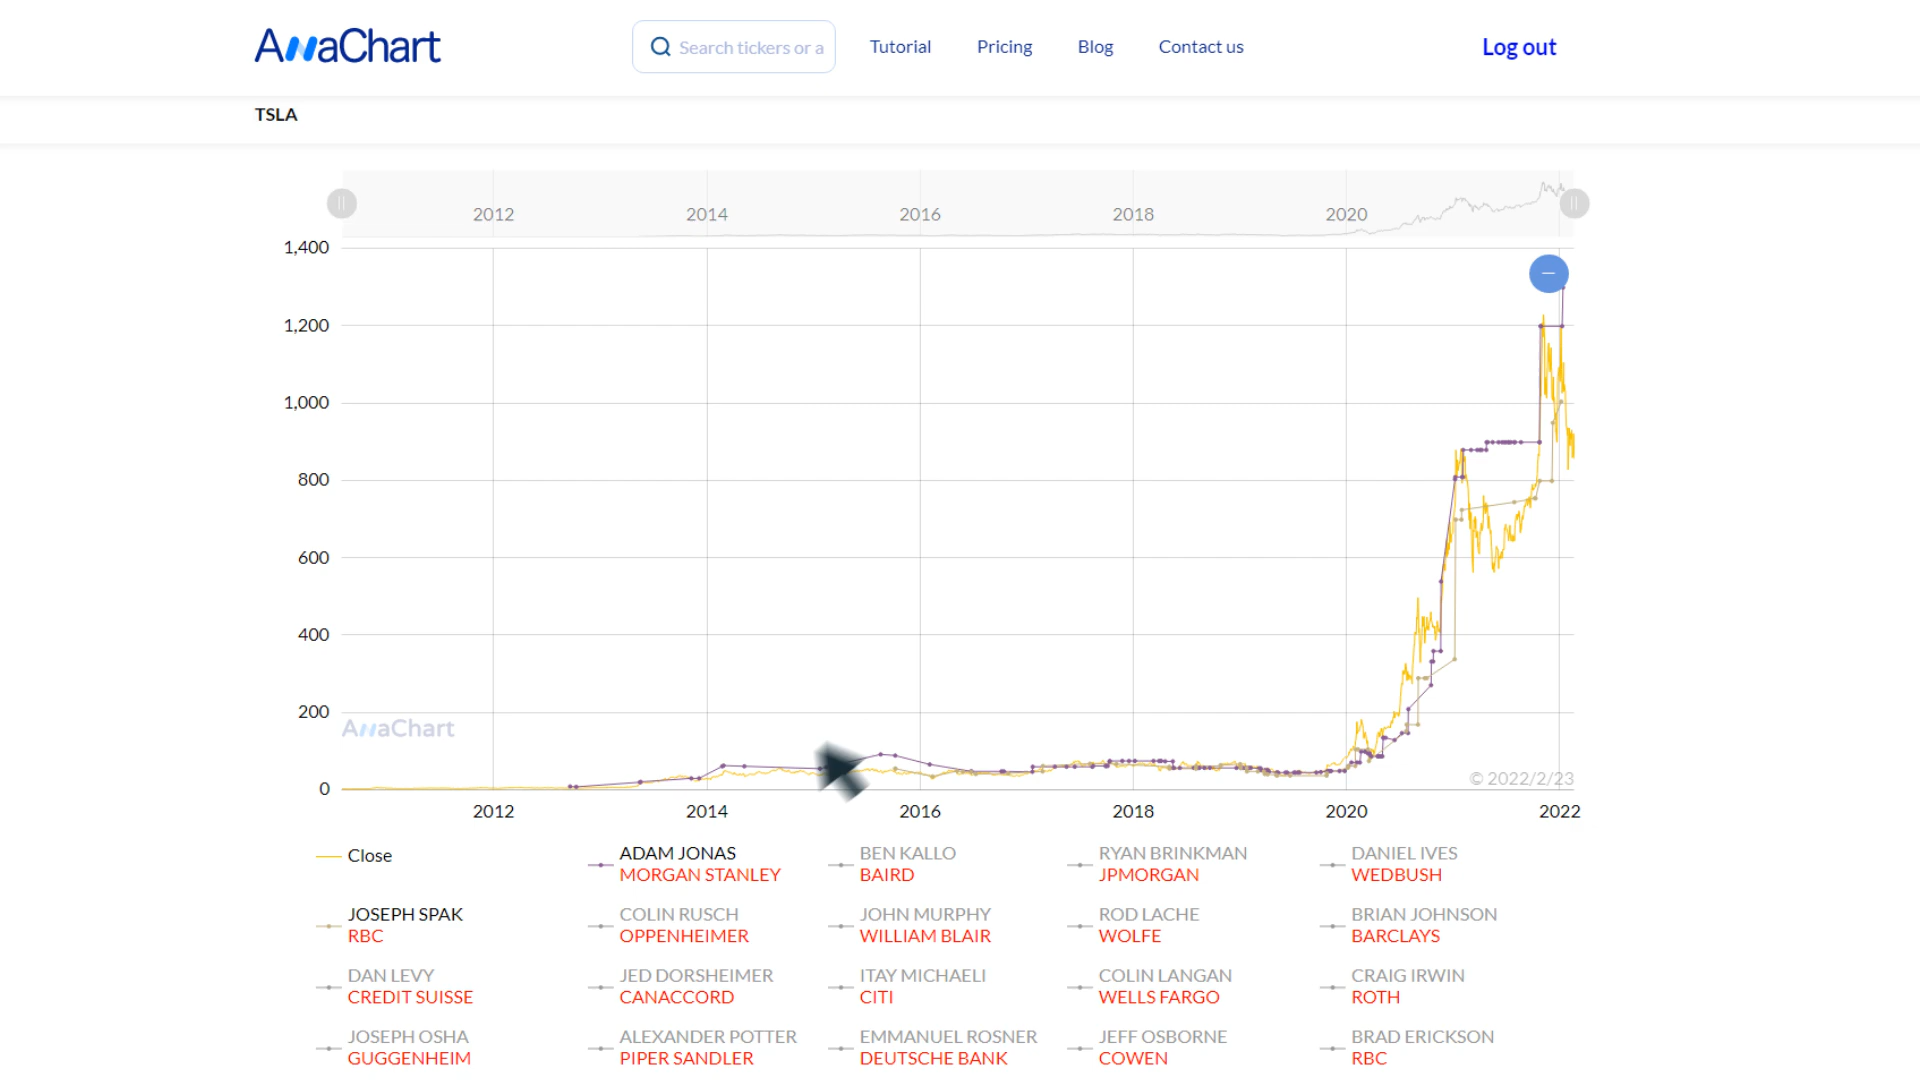 AnaChart
Search tickers or a
Tutorial
Pricing
Blog
Contact us
Log out
TSLA
2012 2014 2016 2018 2020
1,400
1,200
1,000
800
600
400
200
0
AnaChart
© 2022/2/23
2012 2014 2016 2018 2020 2022
Close
ADAM JONAS
MORGAN STANLEY
BEN KALLO
BAIRD
RYAN BRINKMAN
JPMORGAN
DANIEL IVES
WEDBUSH
JOSEPH SPAK
RBC
COLIN RUSCH
OPPENHEIMER
JOHN MURPHY
WILLIAM BLAIR
ROD LACHE
WOLFE
BRIAN JOHNSON
BARCLAYS
DAN LEVY
CREDIT SUISSE
JED DORSHEIMER
CANACCORD
ITAY MICHAELI
CITI
COLIN LANGAN
WELLS FARGO
CRAIG IRWIN
ROTH
JOSEPH OSHA
GUGGENHEIM
ALEXANDER POTTER
PIPER SANDLER
EMMANUEL ROSNER
DEUTSCHE BANK
JEFF OSBORNE
COWEN
BRAD ERICKSON
RBC